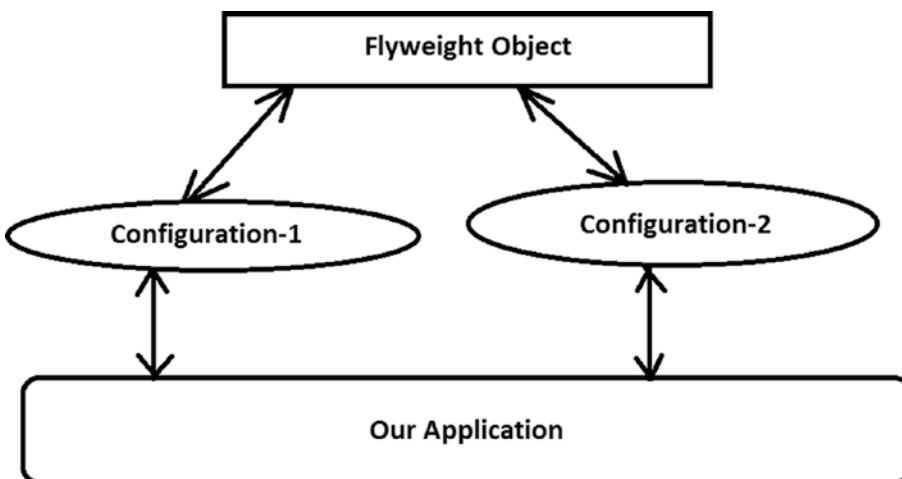 Flyweight Object
Configuration-1
Configuration-2
Our Application